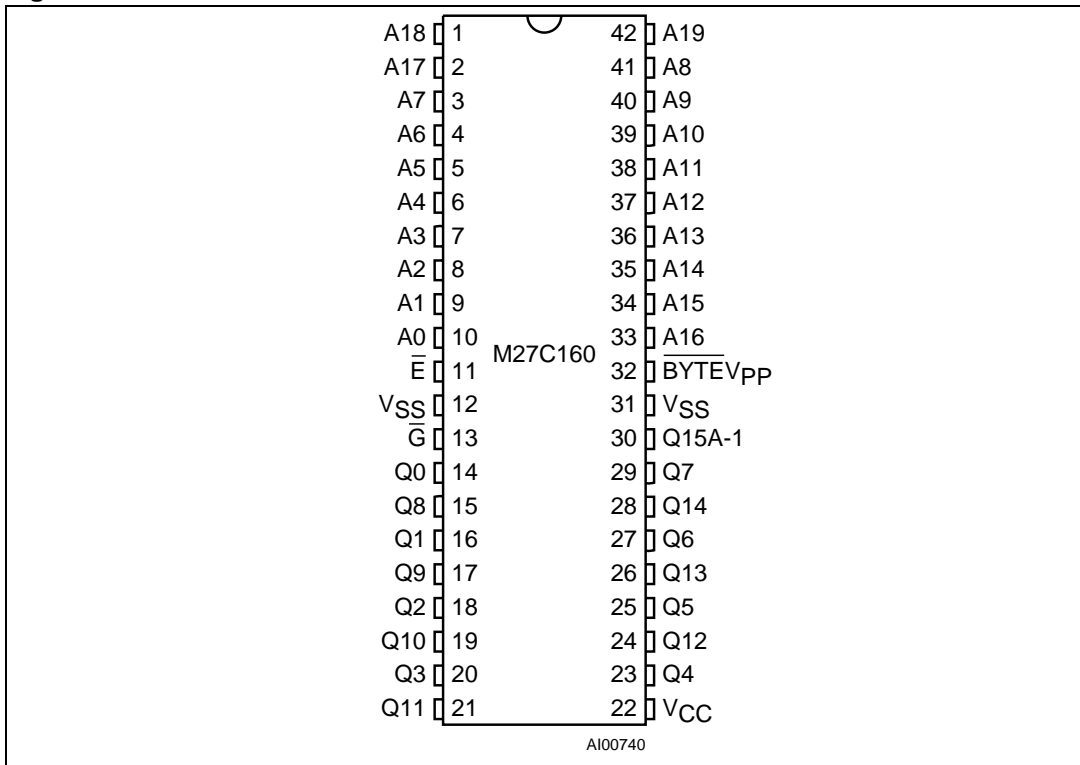 A18 1 42 A19
A17 2 41 A8
A7 3 40 A9
A6 4 39 A10
A5 5 38 A11
A4 6 37 A12
A3 7 36 A13
A2 8 35 A14
A1 9 34 A15
A0 10 33 A16
M27C160
E̅ 11 32 B̅Y̅T̅E̅VPP
VSS 12 31 VSS
G̅ 13 30 Q15A-1
Q0 14 29 Q7
Q8 15 28 Q14
Q1 16 27 Q6
Q9 17 26 Q13
Q2 18 25 Q5
Q10 19 24 Q12
Q3 20 23 Q4
Q11 21 22 VCC
AI00740